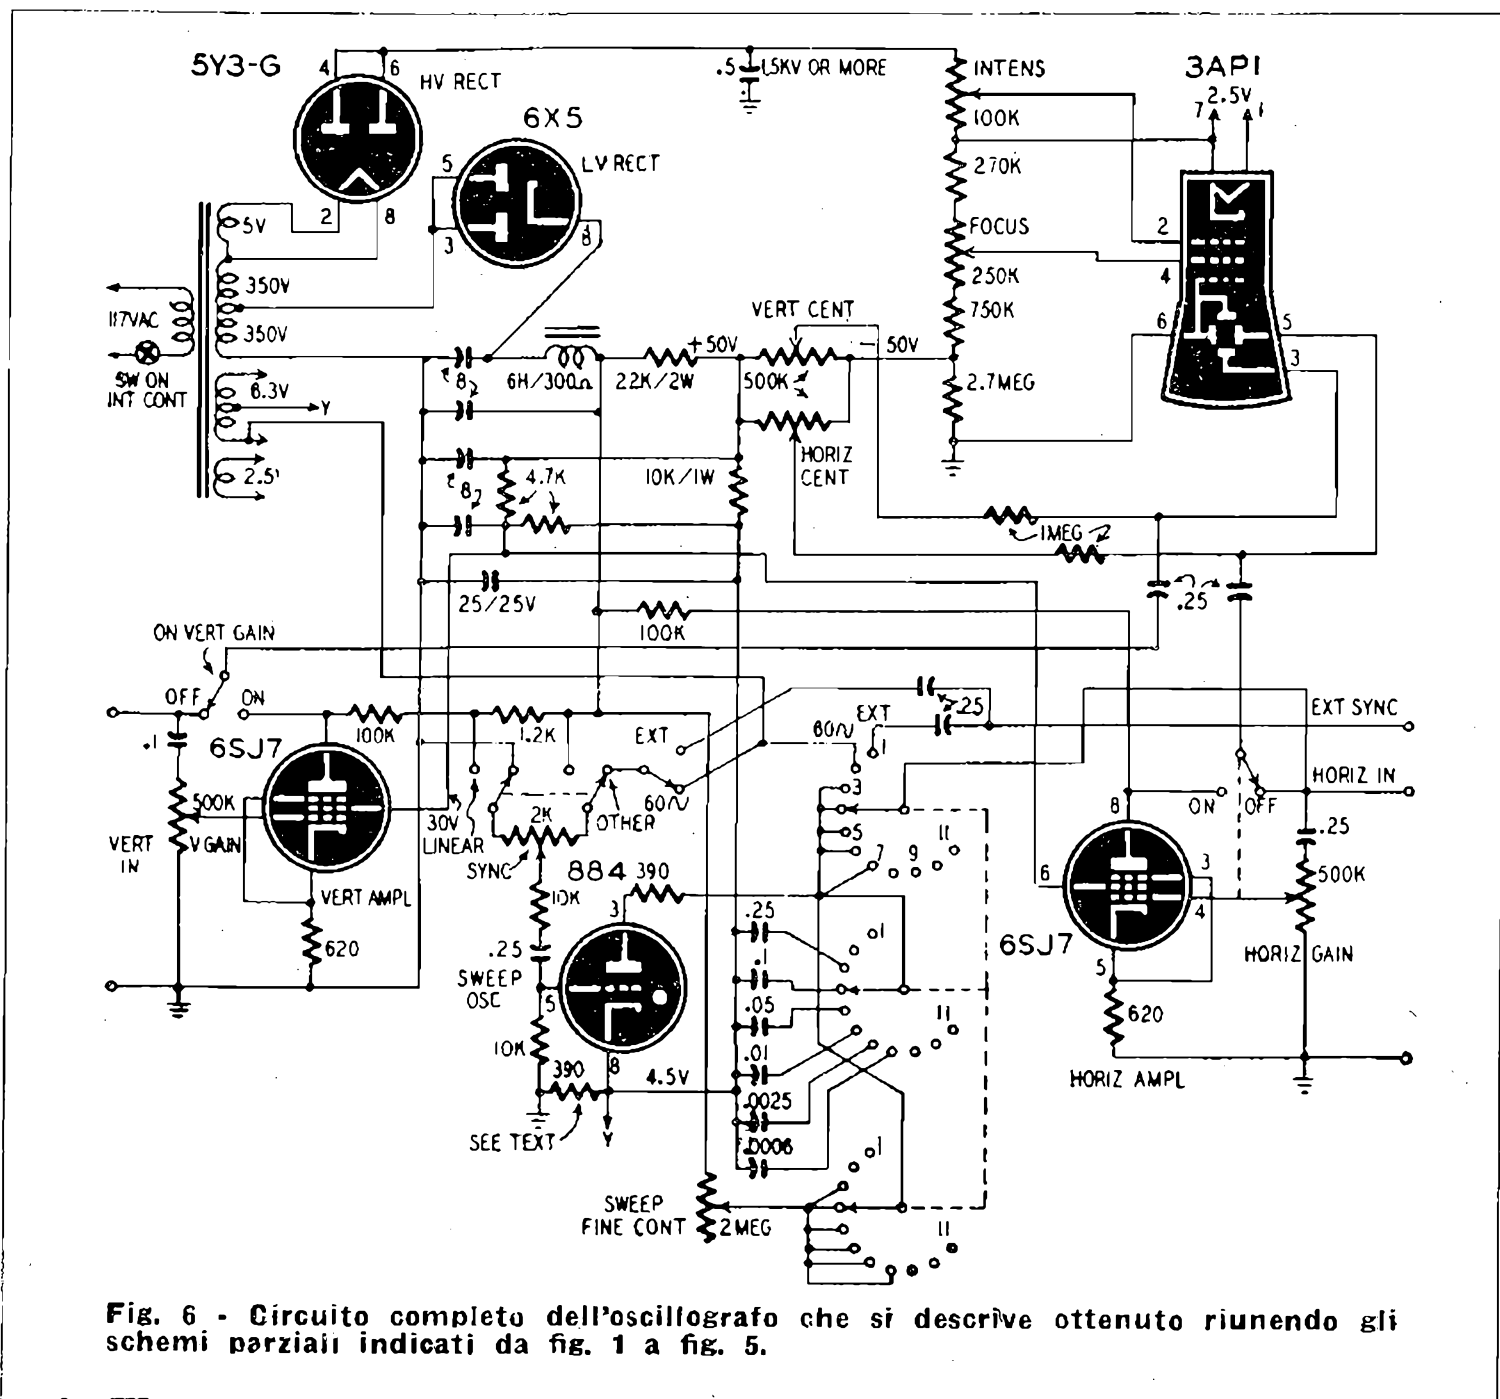 5Y3-G
4
6
HV RECT
.5
1.5KV OR MORE
INTENS
100K
3AP1
2.5V
7
1
6X5
5
LV RECT
3
8
2
8
5V
350V
350V
117VAC
SW ON
INT CONT
6.3V
Y
270K
FOCUS
250K
750K
2
4
6
5
3
VERT CENT
+50V
- 50V
8
6H/300Ω
22K/2W
500K
2.7MEG
HORIZ
CENT
4.7K
10K/1W
8
1MEG
25/25V
.25
100K
ON VERT GAIN
OFF
ON
.1
6SJ7
100K
1.2K
EXT
60∿
EXT
.25
1
EXT SYNC
500K
V GAIN
VERT
IN
30V
LINEAR
2K
SYNC
60∿
OTHER
3
5
7
9
11
8
ON
OFF
HORIZ IN
.25
VERT AMPL
620
10K
884
390
3
.25
SWEEP
OSC
5
10K
390
8
4.5V
SEE TEXT
Y
.25
.1
.05
.01
.0025
.0006
1
11
6
3
4
500K
6SJ7
HORIZ GAIN
5
620
HORIZ AMPL
1
11
SWEEP
FINE CONT
2MEG
Fig. 6 - Circuito completo dell'oscillografo che si descrive ottenuto riunendo gli
schemi parziali indicati da fig. 1 a fig. 5.